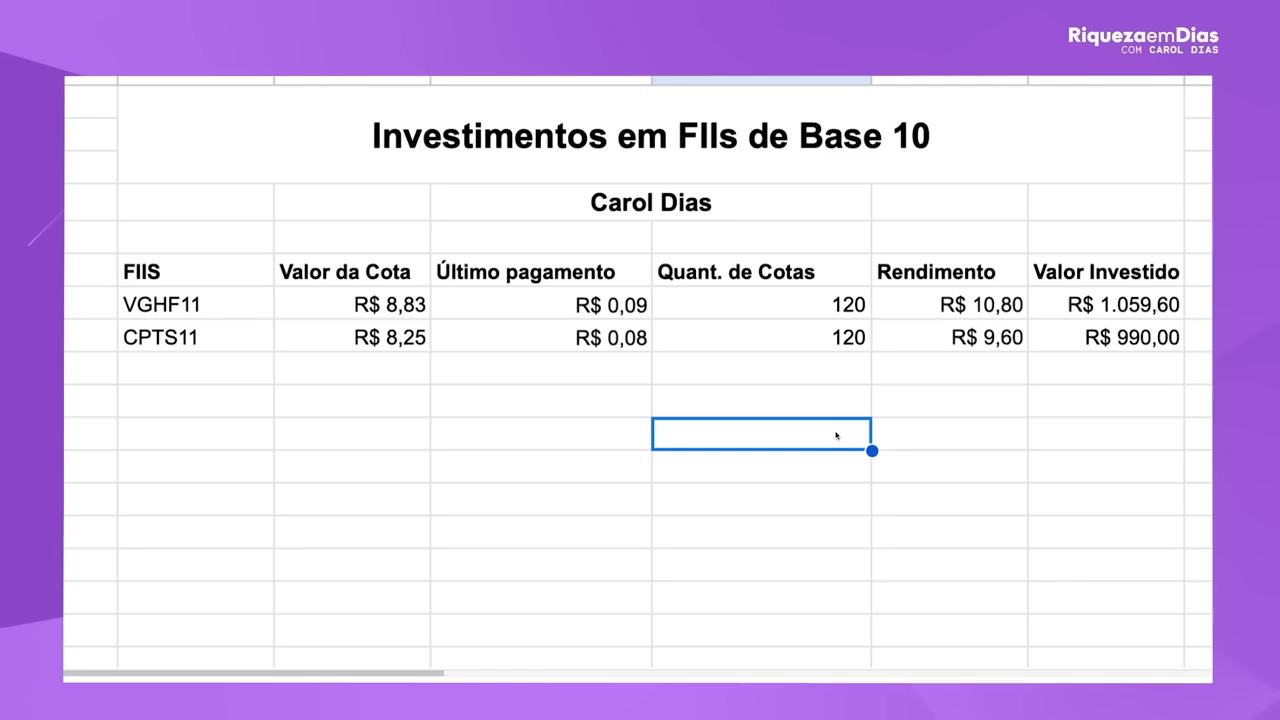 RiquezaemDias
COM CAROL DIAS
Investimentos em FIIs de Base 10
Carol Dias
FIIS Valor da Cota Último pagamento Quant. de Cotas Rendimento Valor Investido
VGHF11 R$ 8,83 R$ 0,09 120 R$ 10,80 R$ 1.059,60
CPTS11 R$ 8,25 R$ 0,08 120 R$ 9,60 R$ 990,00